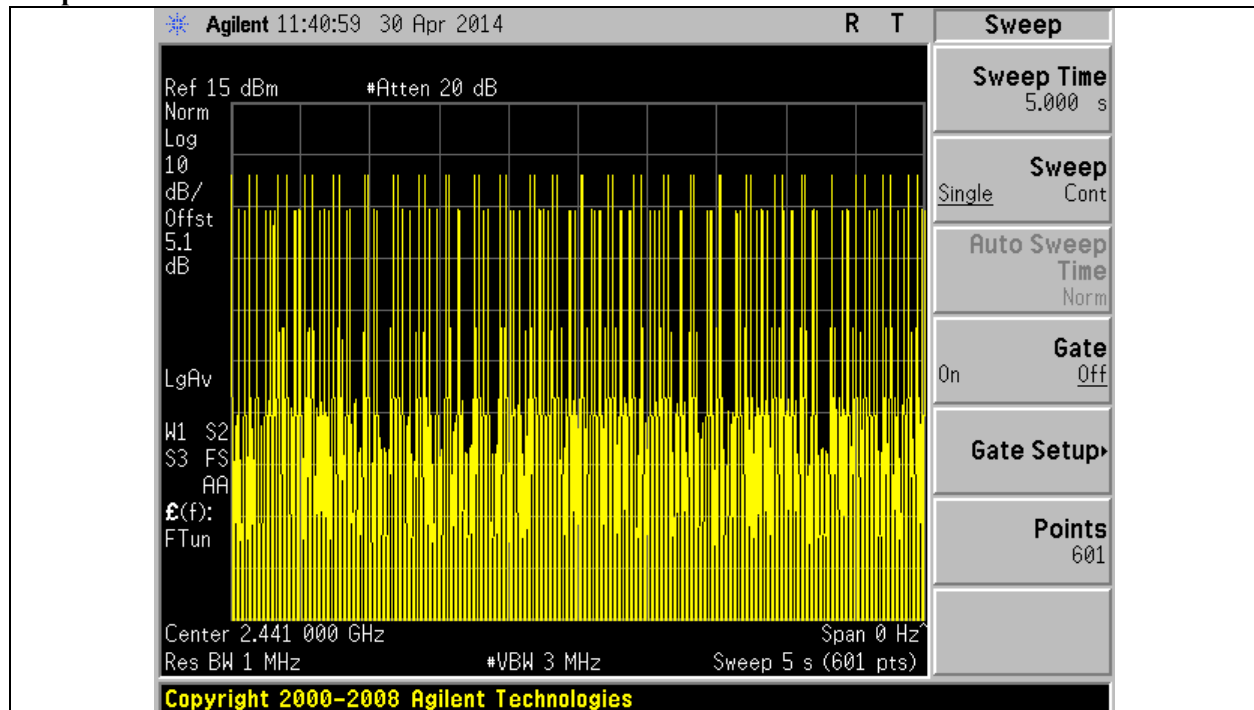 Agilent 11:40:59 30 Apr 2014 R T
Ref 15 dBm #Atten 20 dB
Norm
Log
10
dB/
Offst
5.1
dB
LgAv
W1 S2
S3 FS
AA
£(f):
FTun
Center 2.441 000 GHz Span 0 Hz^
Res BW 1 MHz #VBW 3 MHz Sweep 5 s (601 pts)
Copyright 2000-2008 Agilent Technologies
Sweep
Sweep Time
5.000 s
Sweep
Single Cont
Auto Sweep
Time
Norm
Gate
On Off
Gate Setup▸
Points
601